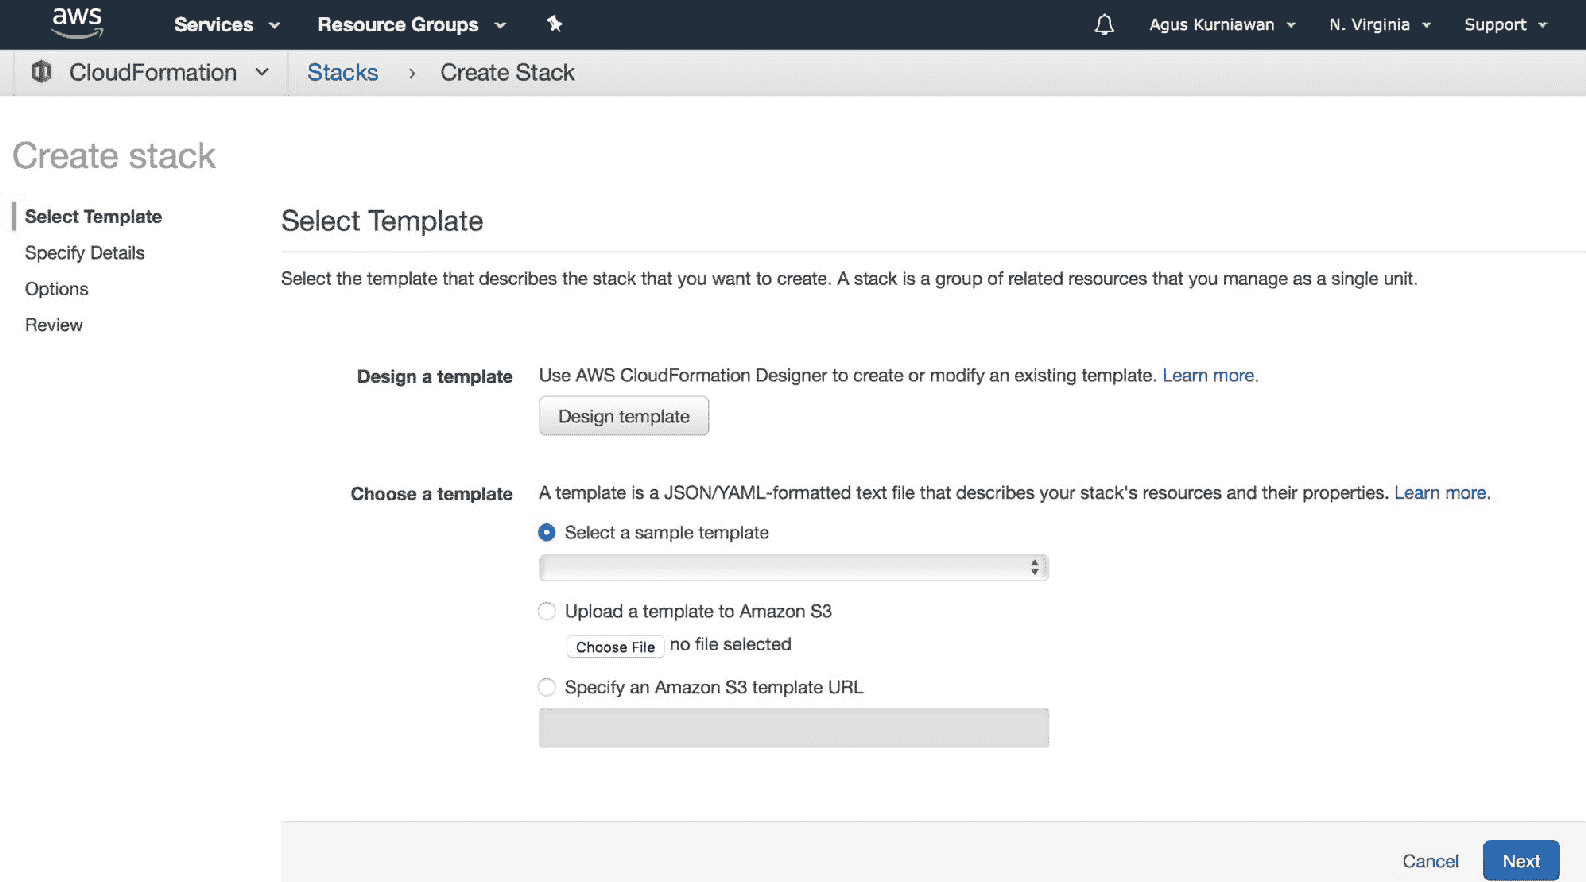 aws Services Resource Groups Agus Kurniawan N. Virginia Support
CloudFormation Stacks › Create Stack
Create stack
Select Template
Specify Details
Options
Review
Select Template
Select the template that describes the stack that you want to create. A stack is a group of related resources that you manage as a single unit.
Design a template Use AWS CloudFormation Designer to create or modify an existing template. Learn more.
Design template
Choose a template A template is a JSON/YAML-formatted text file that describes your stack's resources and their properties. Learn more.
Select a sample template
Upload a template to Amazon S3
Choose File no file selected
Specify an Amazon S3 template URL
Cancel Next